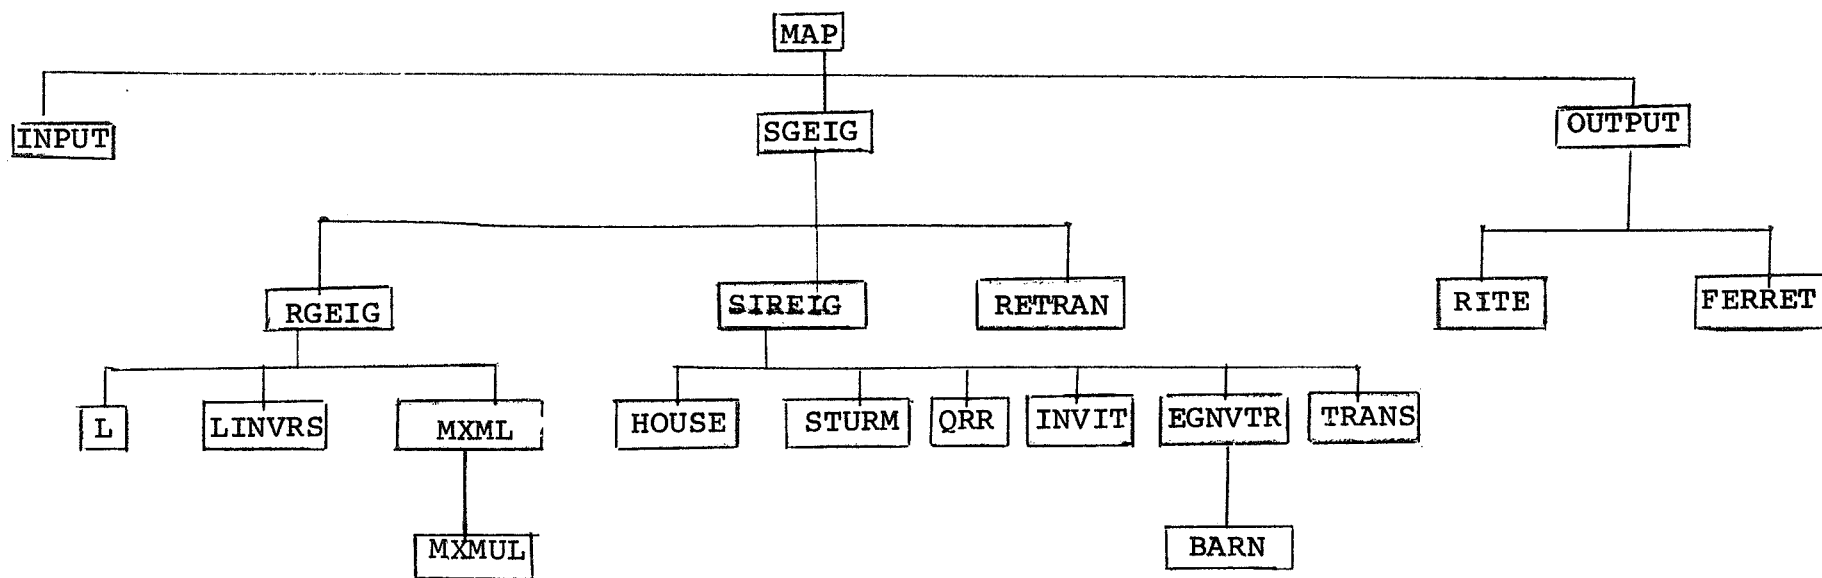 MAP
INPUT
SGEIG
OUTPUT
RGEIG
SIREIG
RETRAN
RITE
FERRET
L
LINVRS
MXML
HOUSE
STURM
QRR
INVIT
EGNVTR
TRANS
MXMUL
BARN